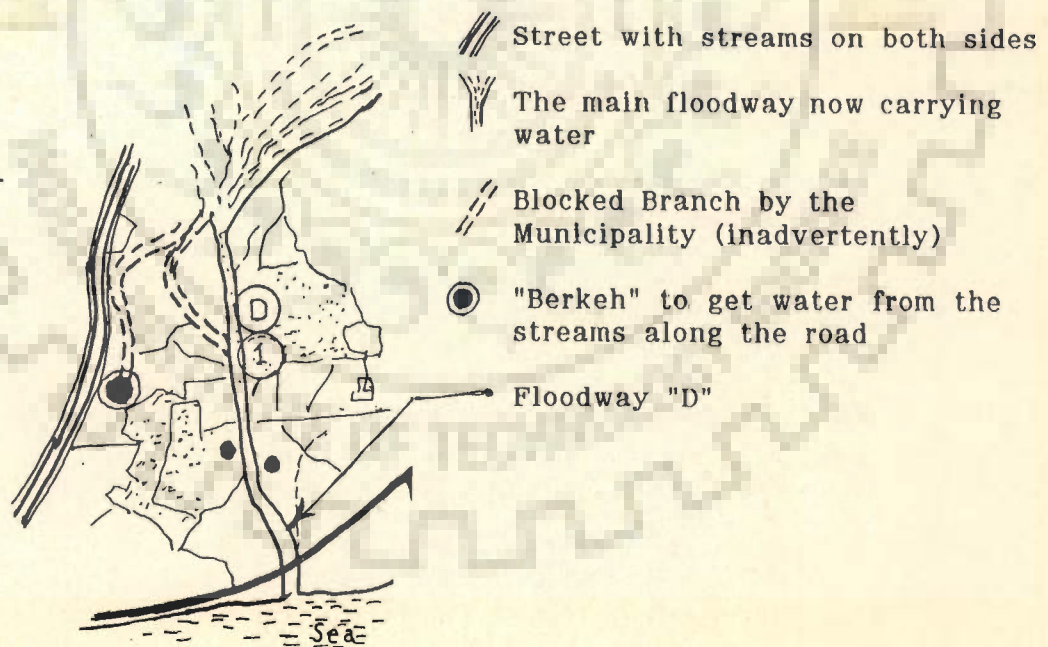 Street with streams on both sides
The main floodway now carrying
water
Blocked Branch by the
Municipality (inadvertently)
"Berkeh" to get water from the
streams along the road
Floodway "D"
D
1
Sea